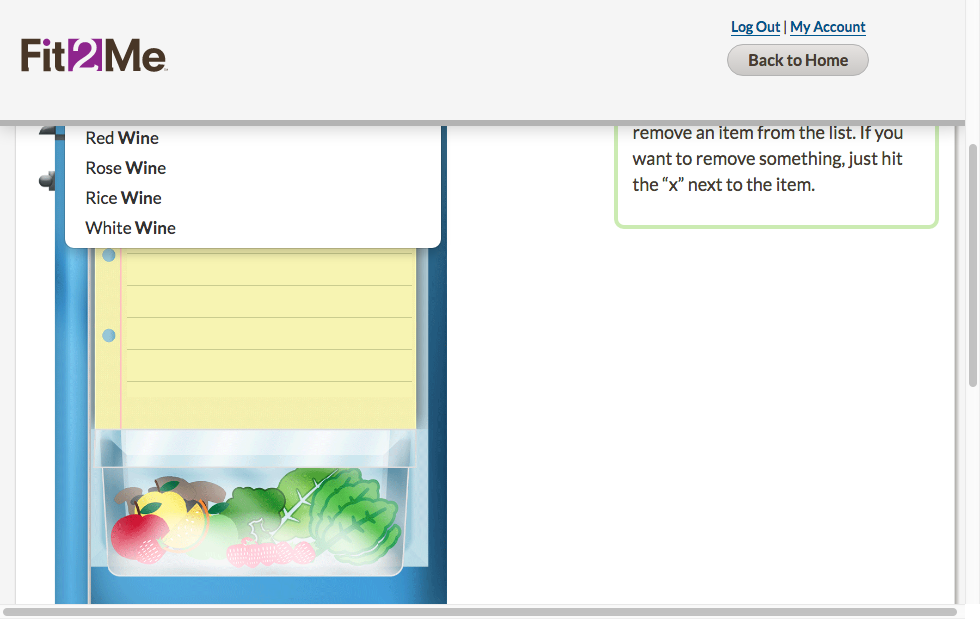 Fit2Me
Log Out | My Account
Back to Home
Red Wine
Rose Wine
Rice Wine
White Wine
remove an item from the list. If you
want to remove something, just hit
the “x” next to the item.